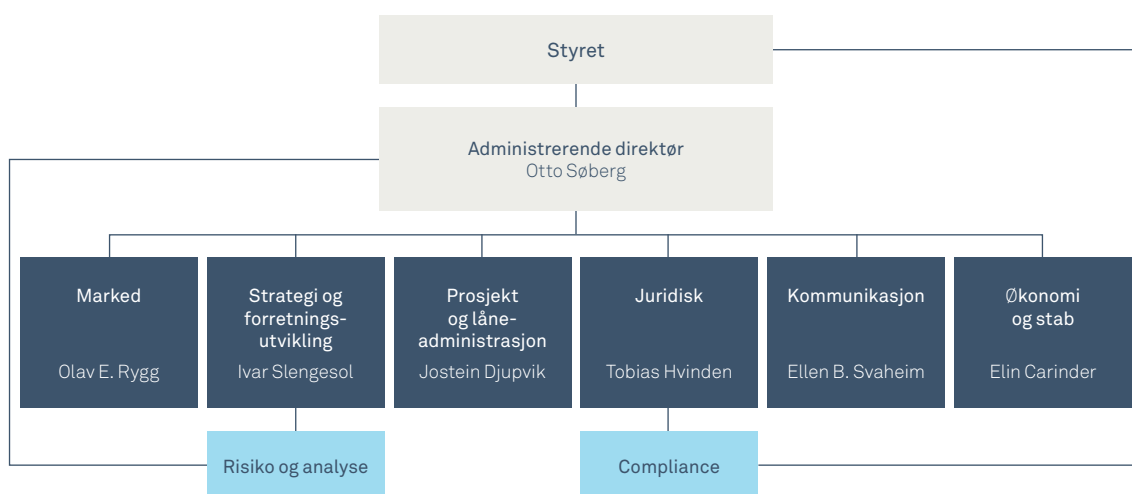 Styret
Administrerende direktør
Otto Søberg
Marked
Olav E. Rygg
Strategi og
forretnings-
utvikling
Ivar Slengesol
Prosjekt
og låne-
administrasjon
Jostein Djupvik
Juridisk
Tobias Hvinden
Kommunikasjon
Ellen B. Svaheim
Økonomi
og stab
Elin Carinder
Risiko og analyse
Compliance